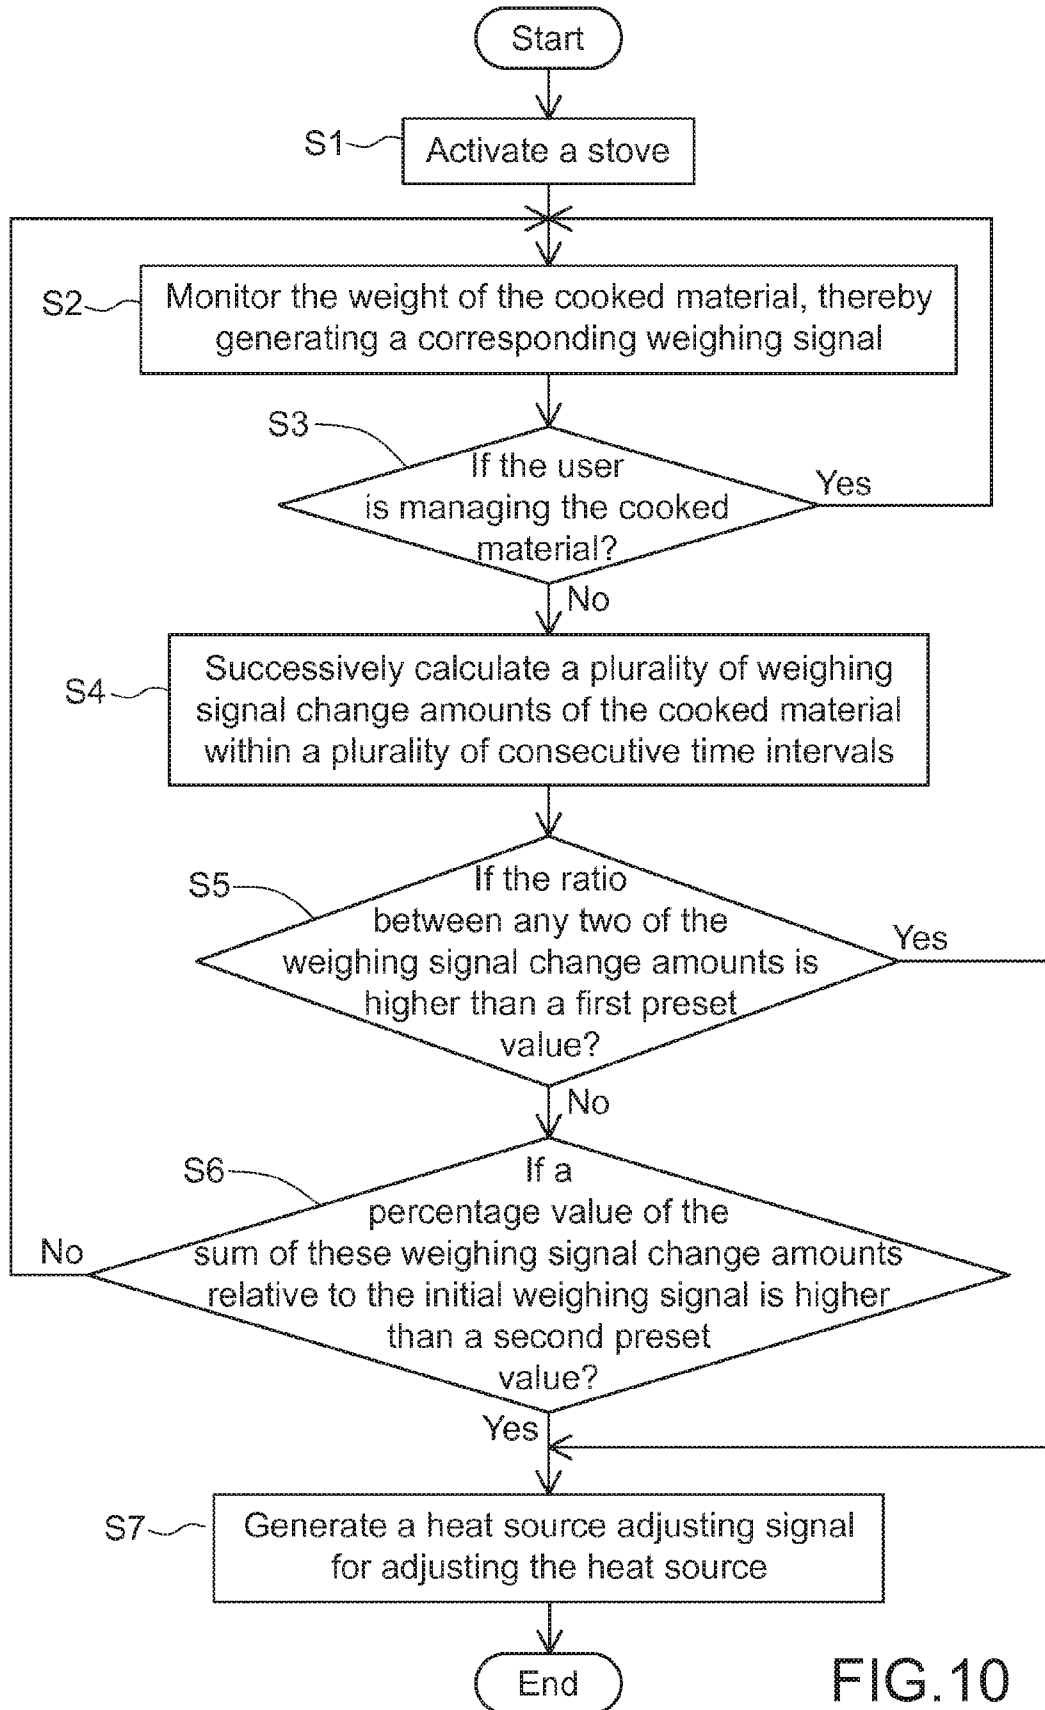 Start
S1
Activate a stove
S2
Monitor the weight of the cooked material, thereby
generating a corresponding weighing signal
S3
If the user
is managing the cooked
material?
Yes
No
S4
Successively calculate a plurality of weighing
signal change amounts of the cooked material
within a plurality of consecutive time intervals
S5
If the ratio
between any two of the
weighing signal change amounts is
higher than a first preset
value?
Yes
No
S6
If a
percentage value of the
sum of these weighing signal change amounts
relative to the initial weighing signal is higher
than a second preset
value?
No
Yes
S7
Generate a heat source adjusting signal
for adjusting the heat source
End
FIG.10